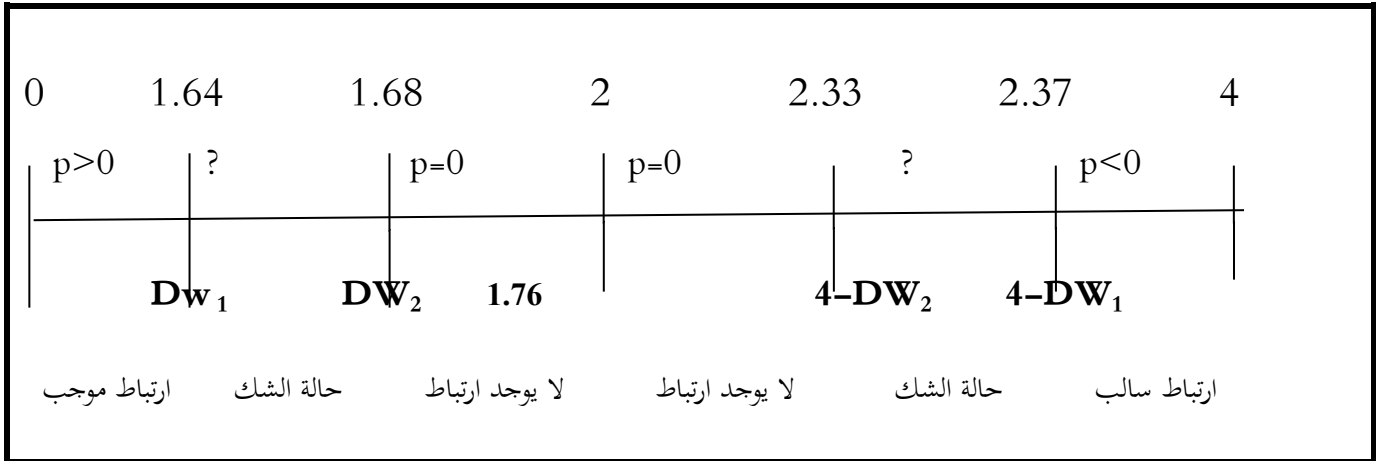 0 1.64 1.68 2 2.33 2.37 4
p>0 ? p=0 p=0 ? p<0
Dw₁ DW₂ 1.76 4–DW₂ 4–DW₁
ارتباط موجب حالة الشك لا يوجد ارتباط لا يوجد ارتباط حالة الشك ارتباط سالب